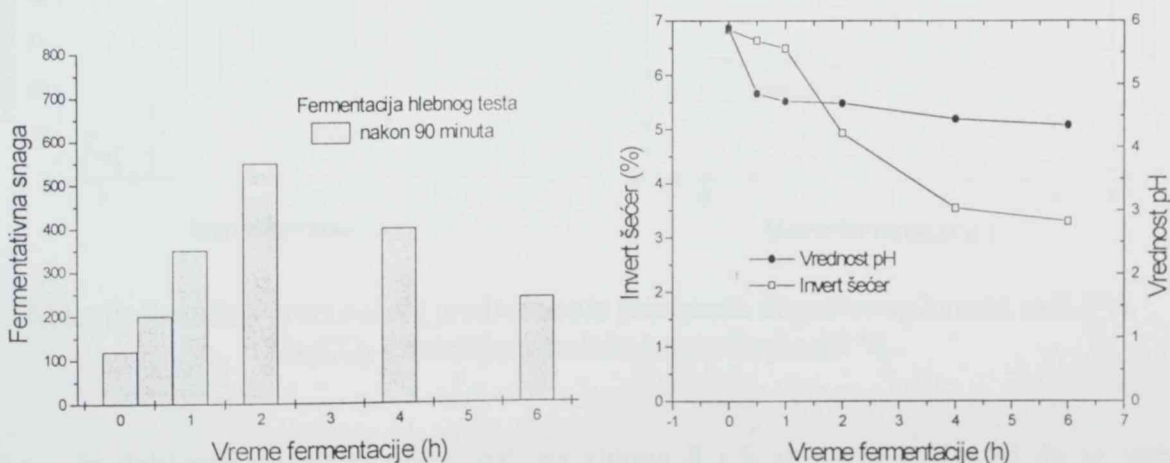 800
700
600
500
400
300
200
100
0
Fermentativna snaga
Fermentacija hlebnog testa
nakon 90 minuta
0 1 2 3 4 5 6
Vreme fermentacije (h)
7
6
5
4
3
2
1
0
Invert šećer (%)
Vrednost pH
Invert šećer
6
5
4
3
2
1
0
Vrednost pH
-1 0 1 2 3 4 5 6 7
Vreme fermentacije (h)